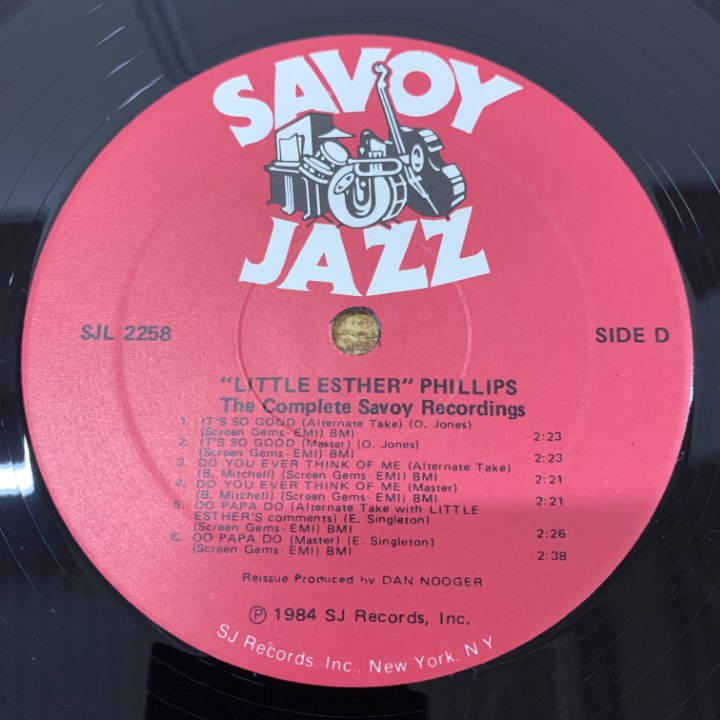 SAVOY
JAZZ
SJL 2258
SIDE D
"LITTLE ESTHER" PHILLIPS
The Complete Savoy Recordings
1. IT'S SO GOOD (Alternate Take) (O. Jones)
(Screen Gems-EMI) BMI 2:23
2. IT'S SO GOOD (Master) (O. Jones)
(Screen Gems-EMI) BMI 2:23
3. DO YOU EVER THINK OF ME (Alternate Take)
(B. Mitchell) (Screen Gems-EMI) BMI 2:21
4. DO YOU EVER THINK OF ME (Master)
(B. Mitchell) (Screen Gems-EMI) BMI 2:21
5. OO PAPA DO (Alternate Take with LITTLE
ESTHER'S comments) (E. Singleton)
(Screen Gems-EMI) BMI 2:26
6. OO PAPA DO (Master) (E. Singleton)
(Screen Gems-EMI) BMI 2:38
Reissue Produced by DAN NOOGER
℗ 1984 SJ Records, Inc.
SJ Records. Inc., New York. N Y